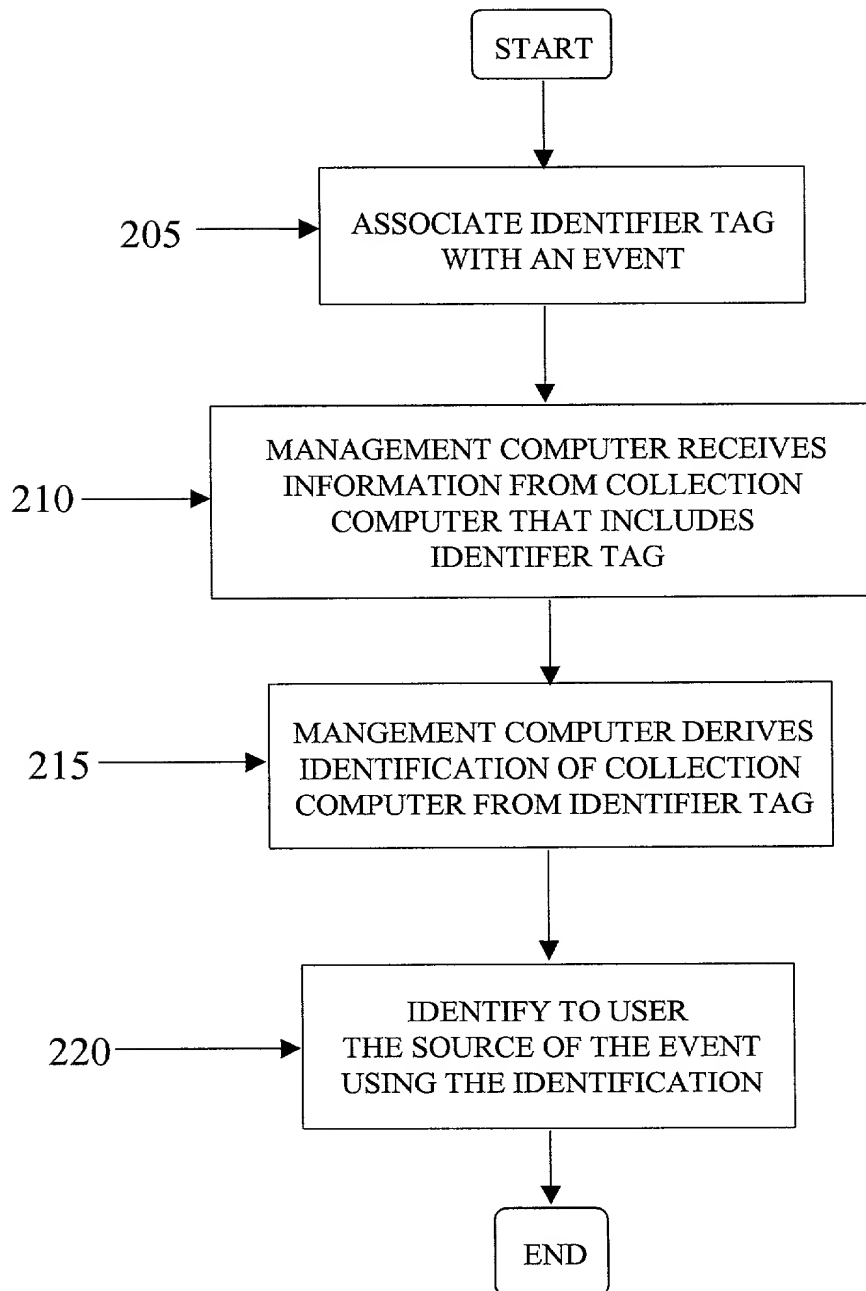 START
205
ASSOCIATE IDENTIFIER TAG
WITH AN EVENT
210
MANAGEMENT COMPUTER RECEIVES
INFORMATION FROM COLLECTION
COMPUTER THAT INCLUDES
IDENTIFER TAG
215
MANGEMENT COMPUTER DERIVES
IDENTIFICATION OF COLLECTION
COMPUTER FROM IDENTIFIER TAG
220
IDENTIFY TO USER
THE SOURCE OF THE EVENT
USING THE IDENTIFICATION
END